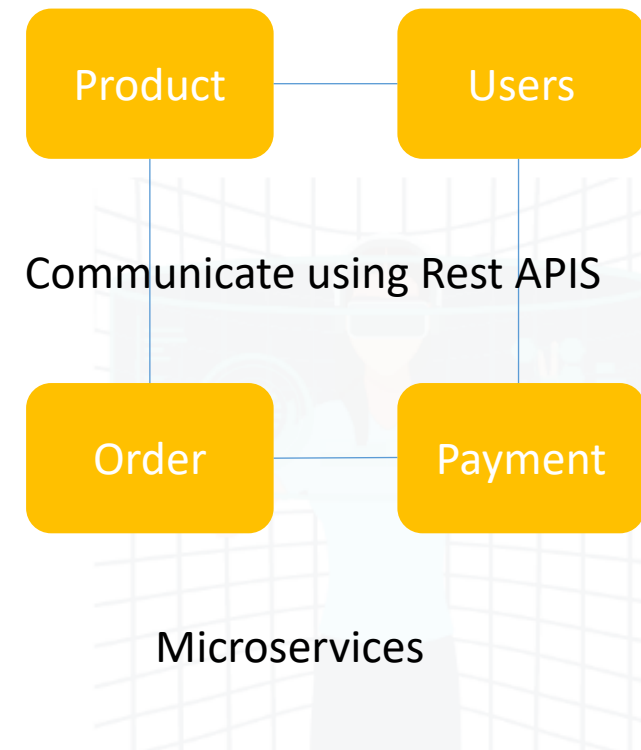 Product
Users
Communicate using Rest APIS
Order
Payment
Microservices